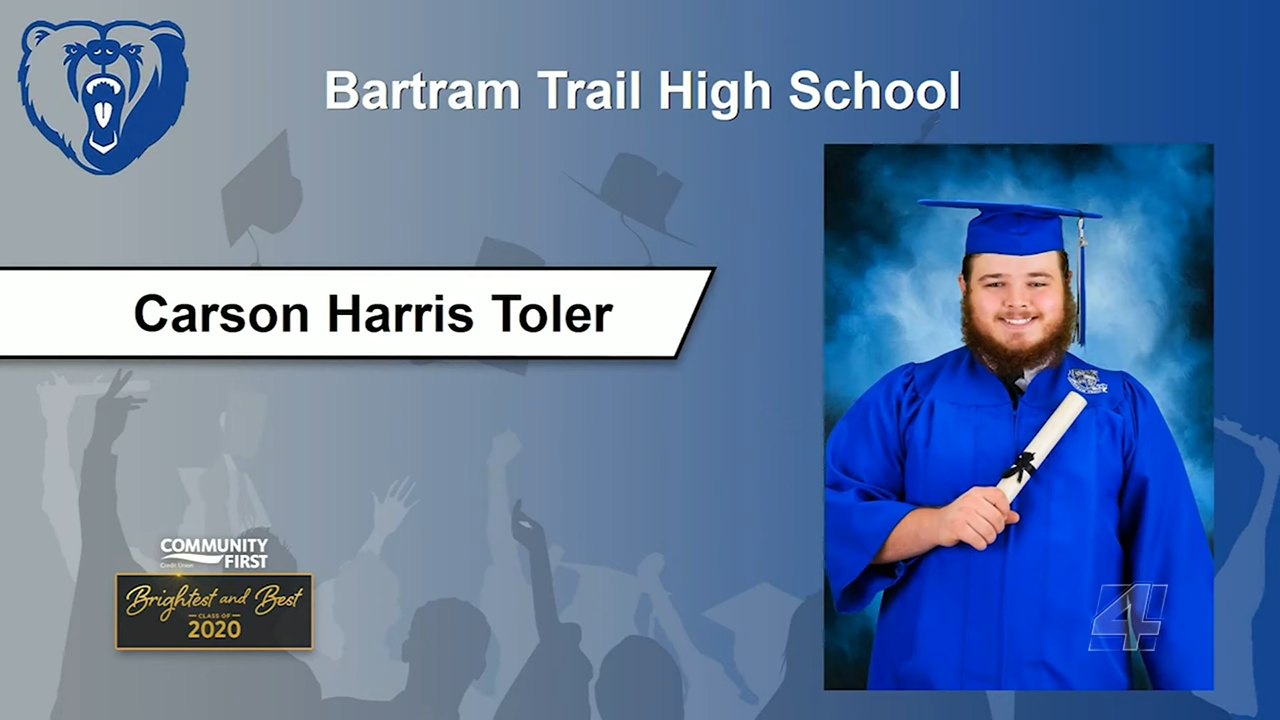 Bartram Trail High School
Carson Harris Toler
COMMUNITY
FIRST
Credit Union
Brightest and Best
CLASS OF
2020
4